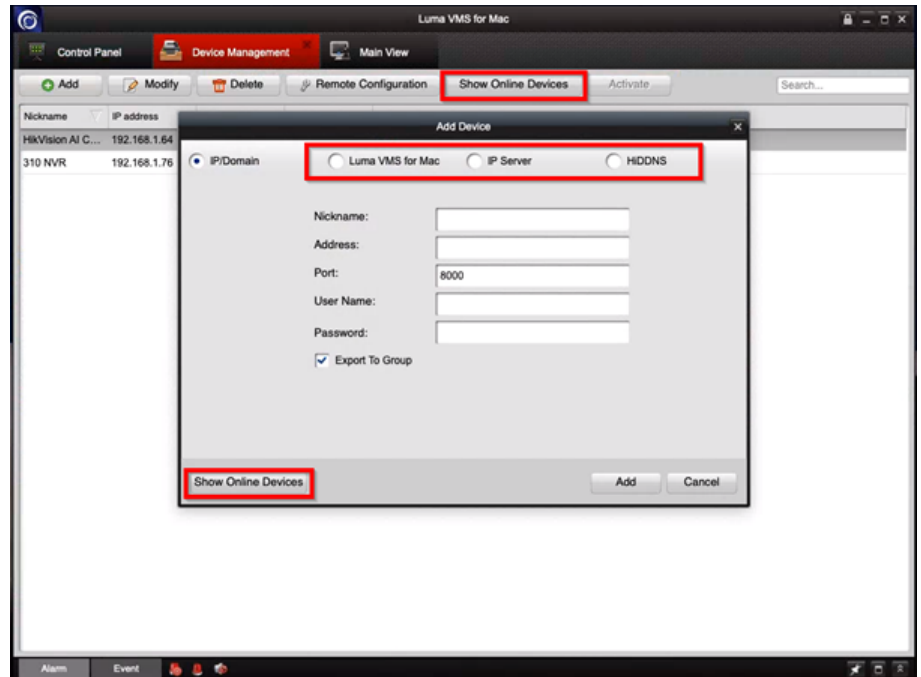 Luma VMS for Mac
Control Panel
Device Management
Main View
Add
Modify
Delete
Remote Configuration
Show Online Devices
Activate
Search...
Nickname
IP address
HikVision AI C... 192.168.1.64
310 NVR 192.168.1.76
Add Device
IP/Domain
Luma VMS for Mac
IP Server
HiDDNS
Nickname:
Address:
Port: 8000
User Name:
Password:
Export To Group
Show Online Devices
Add
Cancel
Alarm
Event